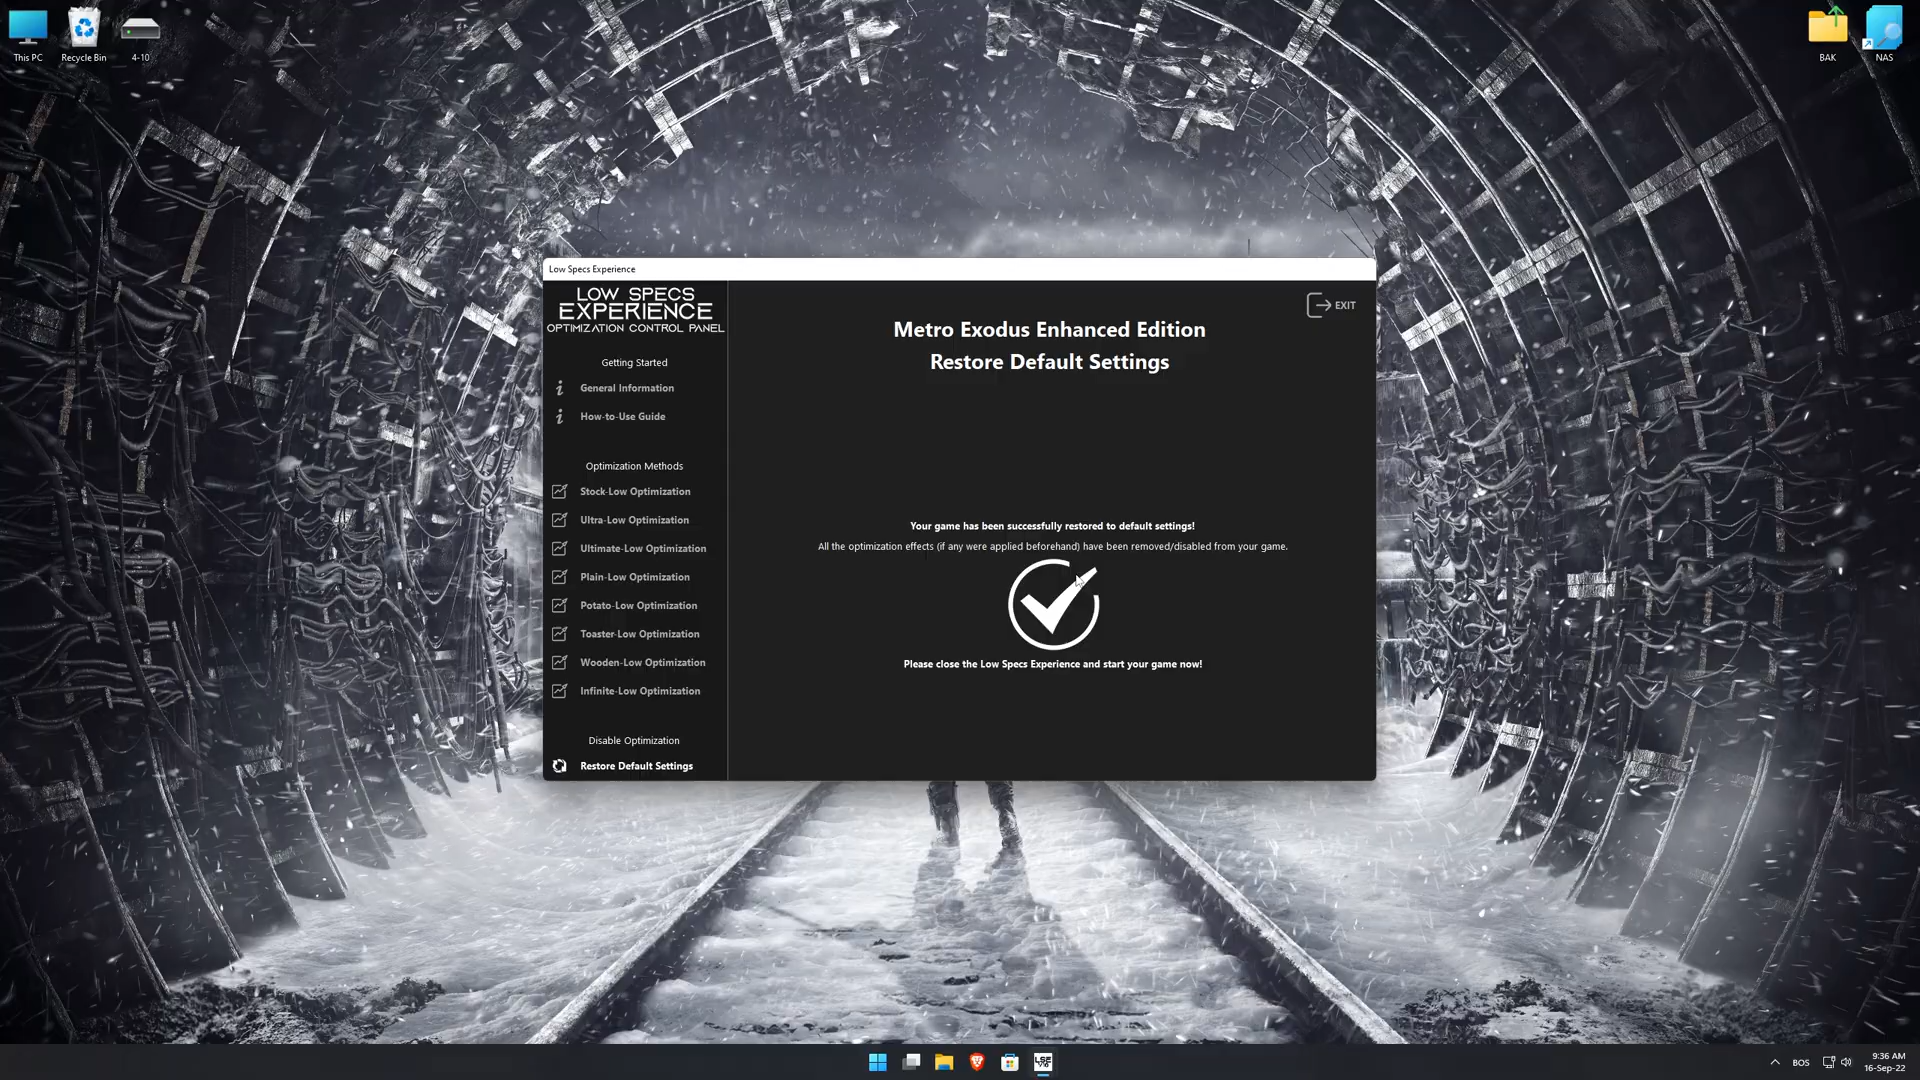 This PC
Recycle Bin
4-10
BAK
NAS
Low Specs Experience
LOW SPECS
EXPERIENCE
OPTIMIZATION CONTROL PANEL
Getting Started
General Information
How-to-Use Guide
Optimization Methods
Stock-Low Optimization
Ultra-Low Optimization
Ultimate-Low Optimization
Plain-Low Optimization
Potato-Low Optimization
Toaster-Low Optimization
Wooden-Low Optimization
Infinite-Low Optimization
Disable Optimization
Restore Default Settings
EXIT
Metro Exodus Enhanced Edition
Restore Default Settings
Your game has been successfully restored to default settings!
All the optimization effects (if any were applied beforehand) have been removed/disabled from your game.
Please close the Low Specs Experience and start your game now!
LSE
BOS
9:36 AM
16-Sep-22